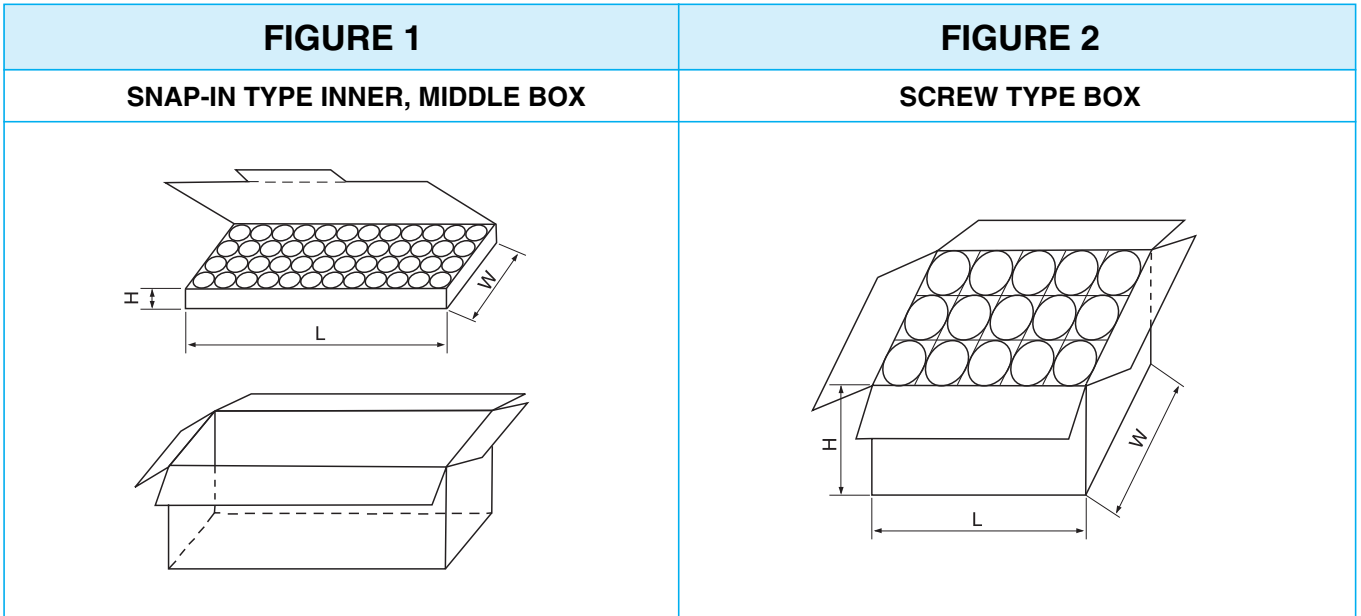 FIGURE 1
FIGURE 2
SNAP-IN TYPE INNER, MIDDLE BOX
SCREW TYPE BOX
H
W
L
H
W
L